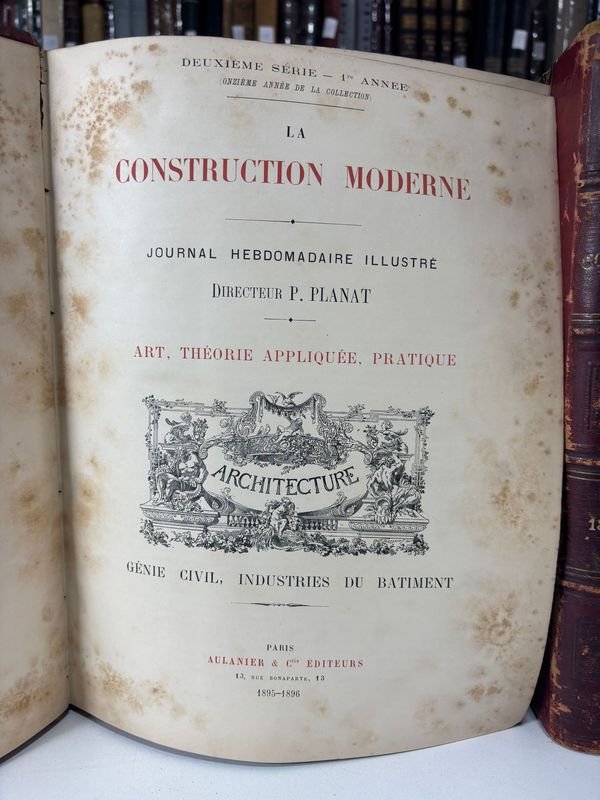 DEUXIÈME SÉRIE – 1re ANNÉE
(ONZIÈME ANNÉE DE LA COLLECTION)
LA
CONSTRUCTION MODERNE
JOURNAL HEBDOMADAIRE ILLUSTRÉ
DIRECTEUR P. PLANAT
ART, THÉORIE APPLIQUÉE, PRATIQUE
ARCHITECTURE
GÉNIE CIVIL, INDUSTRIES DU BATIMENT
PARIS
AULANIER & Cie, ÉDITEURS
13, RUE BONAPARTE, 13
1895–1896